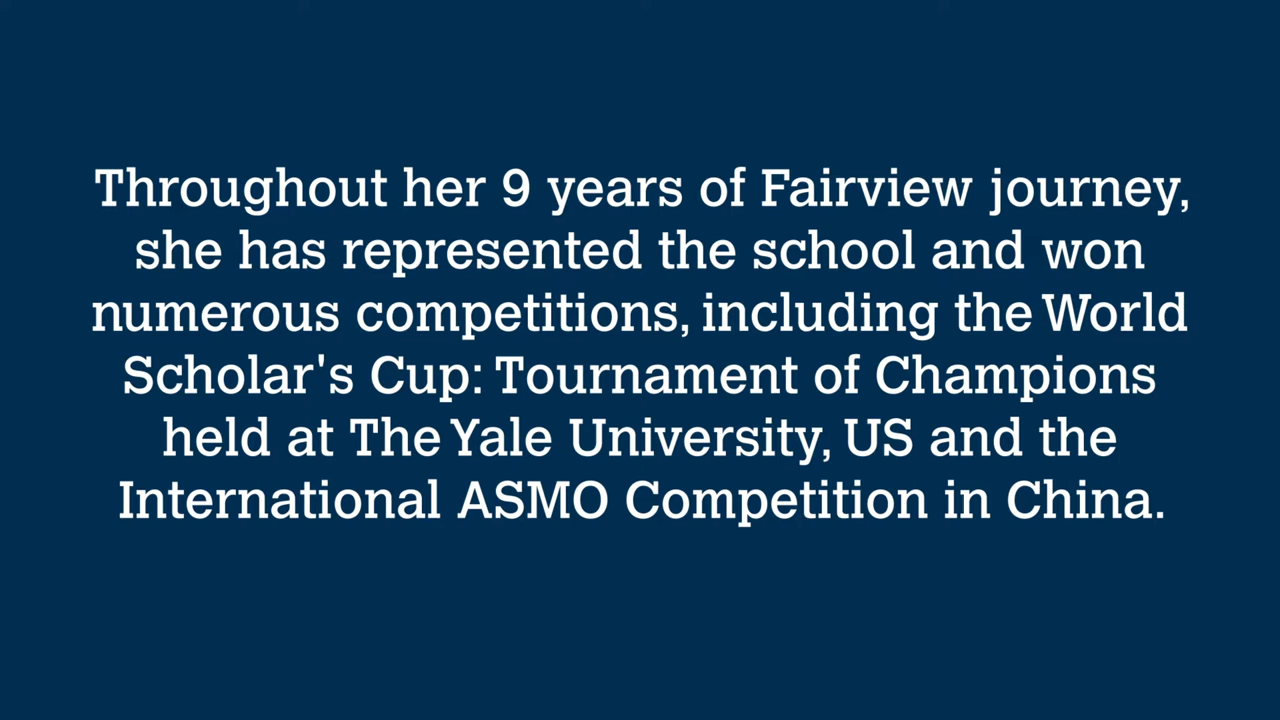 Throughout her 9 years of Fairview journey,
she has represented the school and won
numerous competitions, including the World
Scholar's Cup: Tournament of Champions
held at The Yale University, US and the
International ASMO Competition in China.